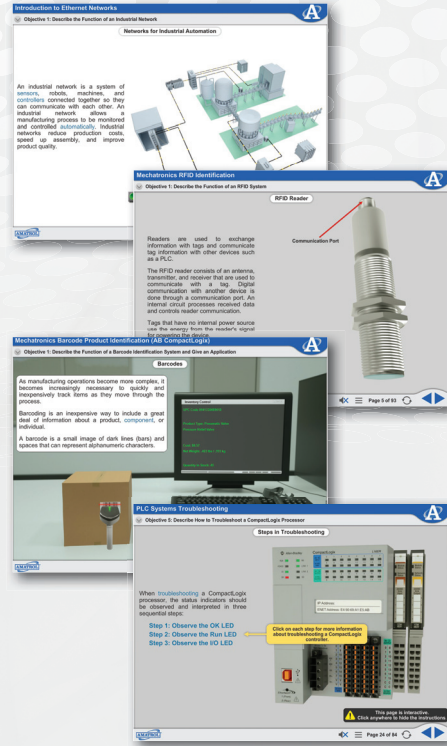 Introduction to Ethernet Networks
Objective 1: Describe the Function of an Industrial Network
Networks for Industrial Automation
An industrial network is a system of
sensors, robots, machines, and
controllers connected together so they
can communicate with each other. An
industrial network allows a
manufacturing process to be monitored
and controlled automatically. Industrial
networks reduce production costs,
speed up assembly, and improve
product quality.
AMATROL
Mechatronics RFID Identification
Objective 1: Describe the Function of an RFID System
RFID Reader
Communication Port
Readers are used to exchange
information with tags and communicate
tag information with other devices such
as a PLC.
The RFID reader consists of an antenna,
transmitter, and receiver that are used to
communicate with a tag. Digital
communication with another device is
done through a communication port. An
internal circuit processes received data
and controls reader communication.
Tags that have no internal power source
use the energy from the reader's signal
for powering the device
Page 5 of 93
Mechatronics Barcode Product Identification (AB CompactLogix)
Objective 1: Describe the Function of a Barcode Identification System and Give an Application
Barcodes
As manufacturing operations become more complex, it
becomes increasingly necessary to quickly and
inexpensively track items as they move through the
process.
Barcoding is an inexpensive way to include a great
deal of information about a product, component, or
individual.
A barcode is a small image of dark lines (bars) and
spaces that can represent alphanumeric characters.
Inventory Control
AMATROL
PLC Systems Troubleshooting
Objective 5: Describe How to Troubleshoot a CompactLogix Processor
Steps in Troubleshooting
When troubleshooting a CompactLogix
processor, the status indicators should
be observed and interpreted in three
sequential steps:
Step 1: Observe the OK LED
Step 2: Observe the Run LED
Step 3: Observe the I/O LED
CompactLogix
IP Address:
Click on each step for more information
about troubleshooting a CompactLogix
controller.
This page is interactive.
Click anywhere to hide the instructions.
AMATROL
Page 24 of 84